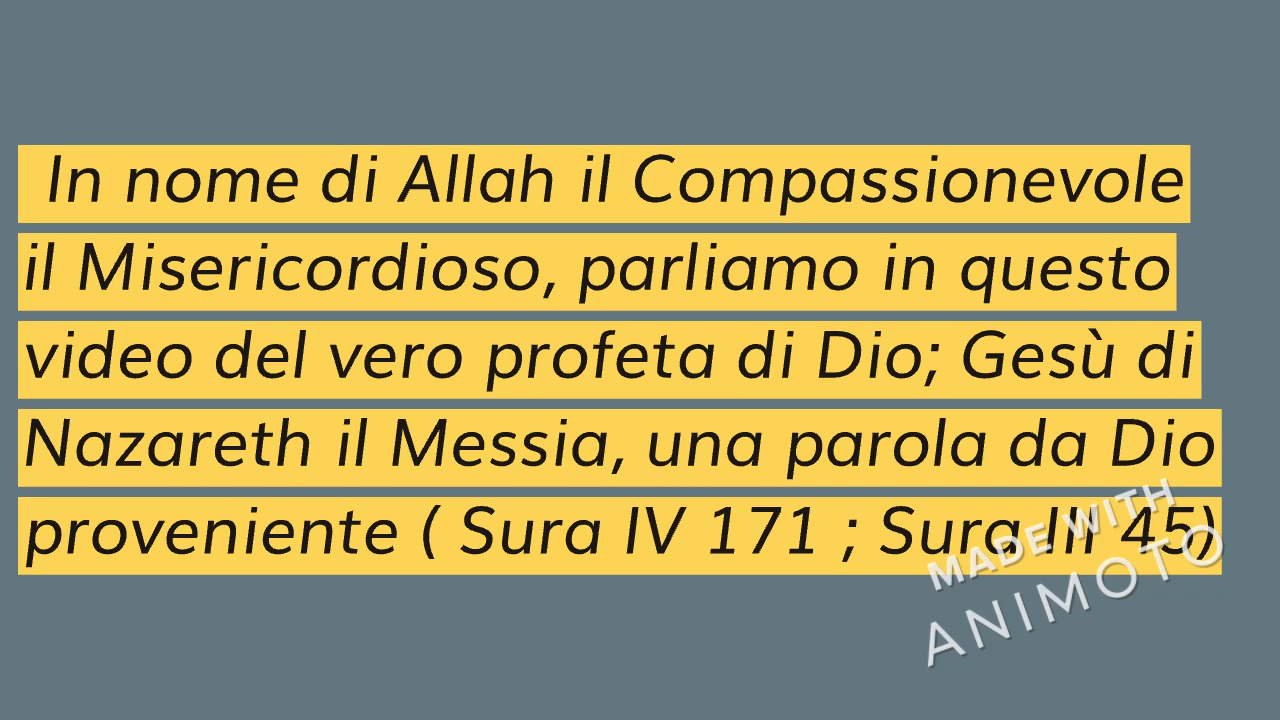 In nome di Allah il Compassionevole
il Misericordioso, parliamo in questo
video del vero profeta di Dio; Gesù di
Nazareth il Messia, una parola da Dio
proveniente ( Sura IV 171 ; Sura III 45)
MADE WITH
ANIMOTO